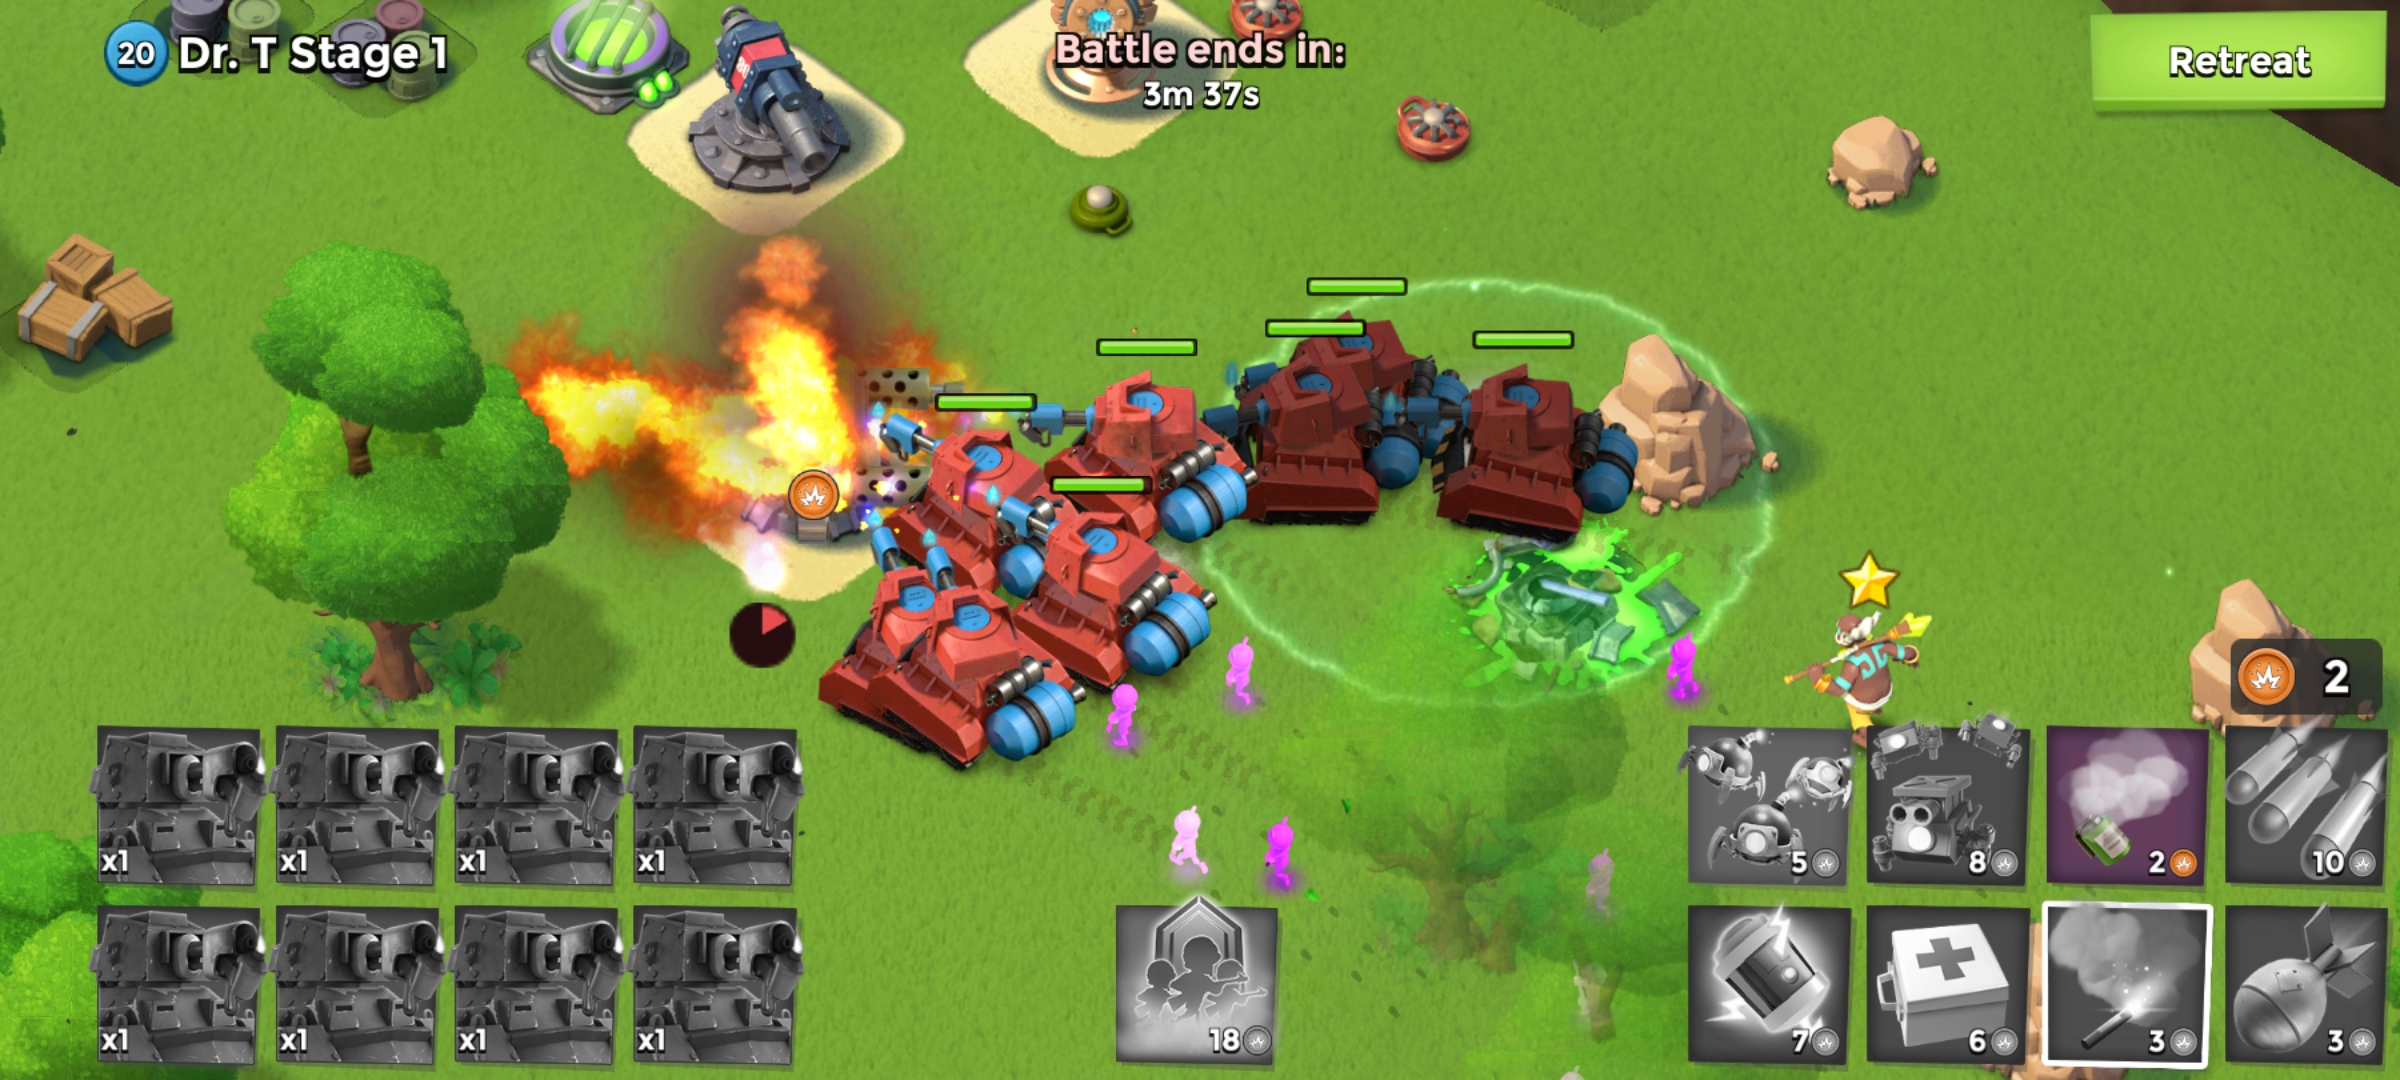 20 Dr. T Stage 1
Battle ends in:
3m 37s
Retreat
2
x1 x1 x1 x1
5 8 2 10
x1 x1 x1 x1
18
7 6 3 3